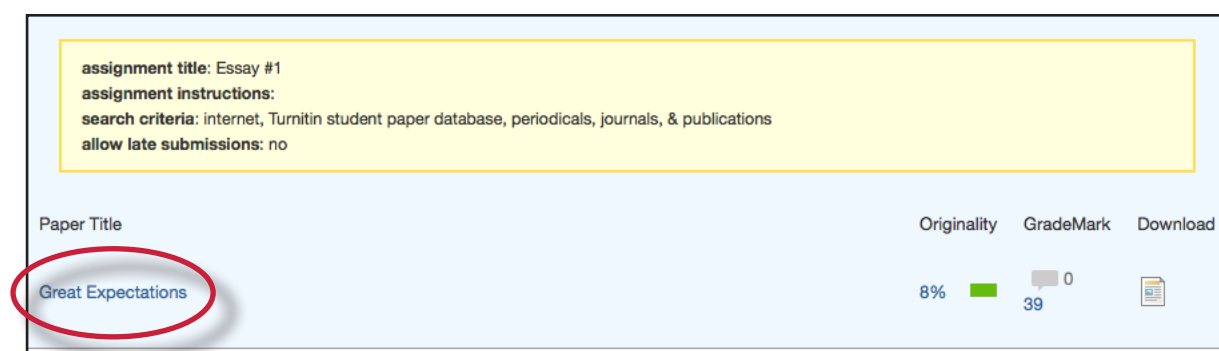 assignment title: Essay #1
assignment instructions:
search criteria: internet, Turnitin student paper database, periodicals, journals, & publications
allow late submissions: no
Paper Title Originality GradeMark Download
Great Expectations 8% 0
39